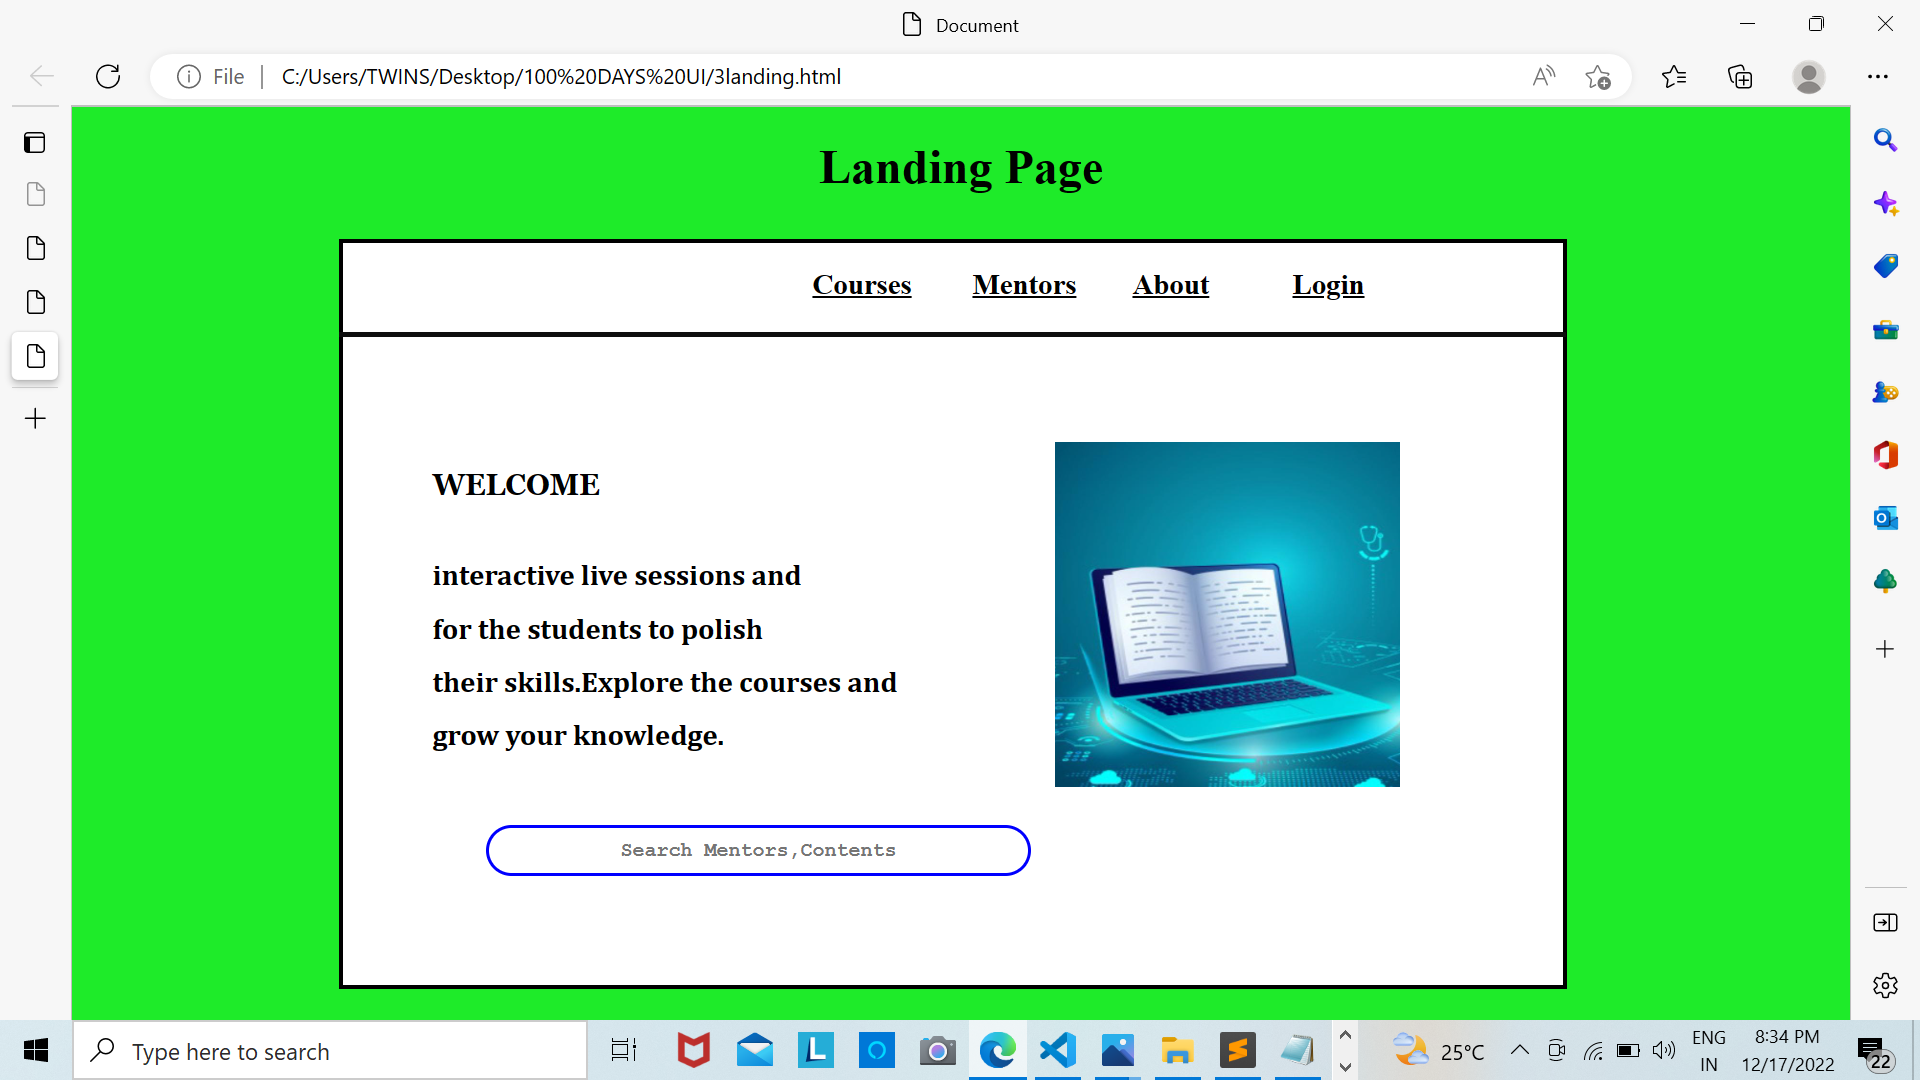 Document
File
C:/Users/TWINS/Desktop/100%20DAYS%20UI/3landing.html
Landing Page
Courses Mentors About Login
WELCOME
interactive live sessions and
for the students to polish
their skills.Explore the courses and
grow your knowledge.
Search Mentors,Contents
Type here to search
25°C
ENG
IN
8:34 PM
12/17/2022
22